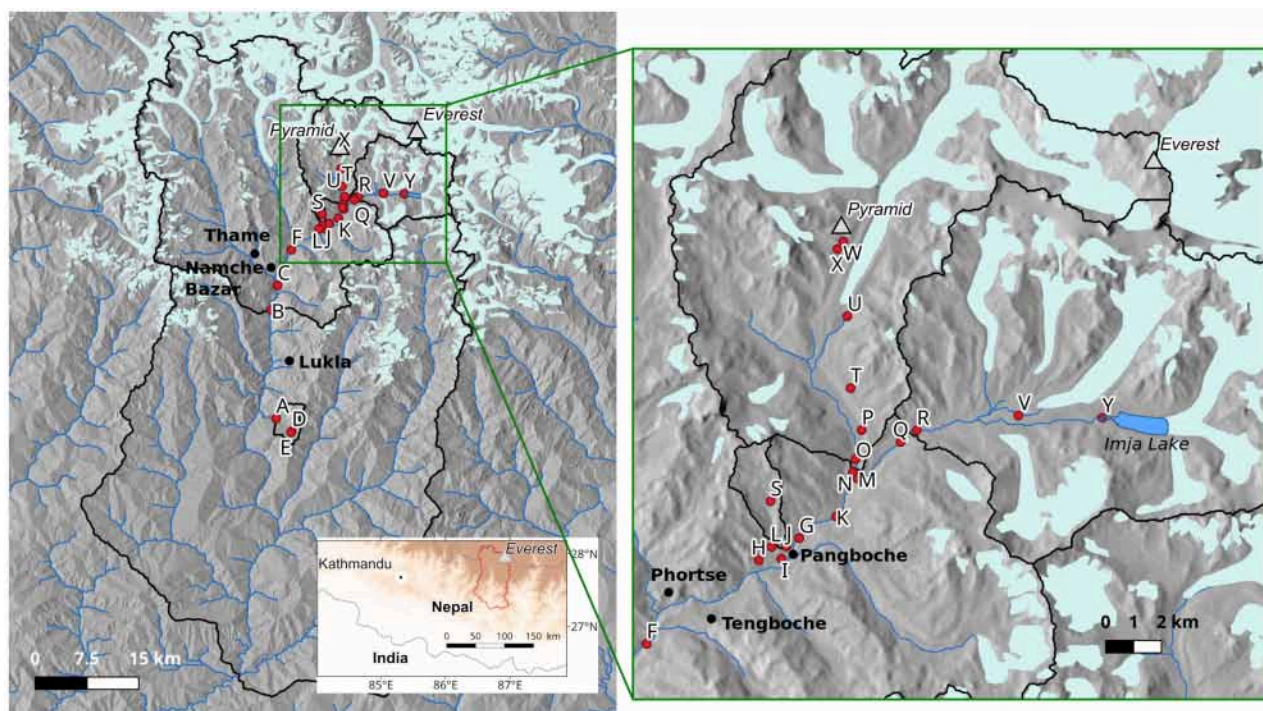 Everest
Pyramid
X
T
U
R
V
Y
S
Q
K
L
J
F
Thame
Namche
Bazar
C
B
Lukla
A
D
E
0 7.5 15 km
Everest
Kathmandu
Nepal
0 50 100 150 km
India
28°N
27°N
85°E
86°E
87°E
Everest
Pyramid
W
X
U
T
P
Q
R
V
Y
Imja Lake
O
N
M
S
K
G
L
J
H
I
Pangboche
Phortse
Tengboche
F
0 1 2 km